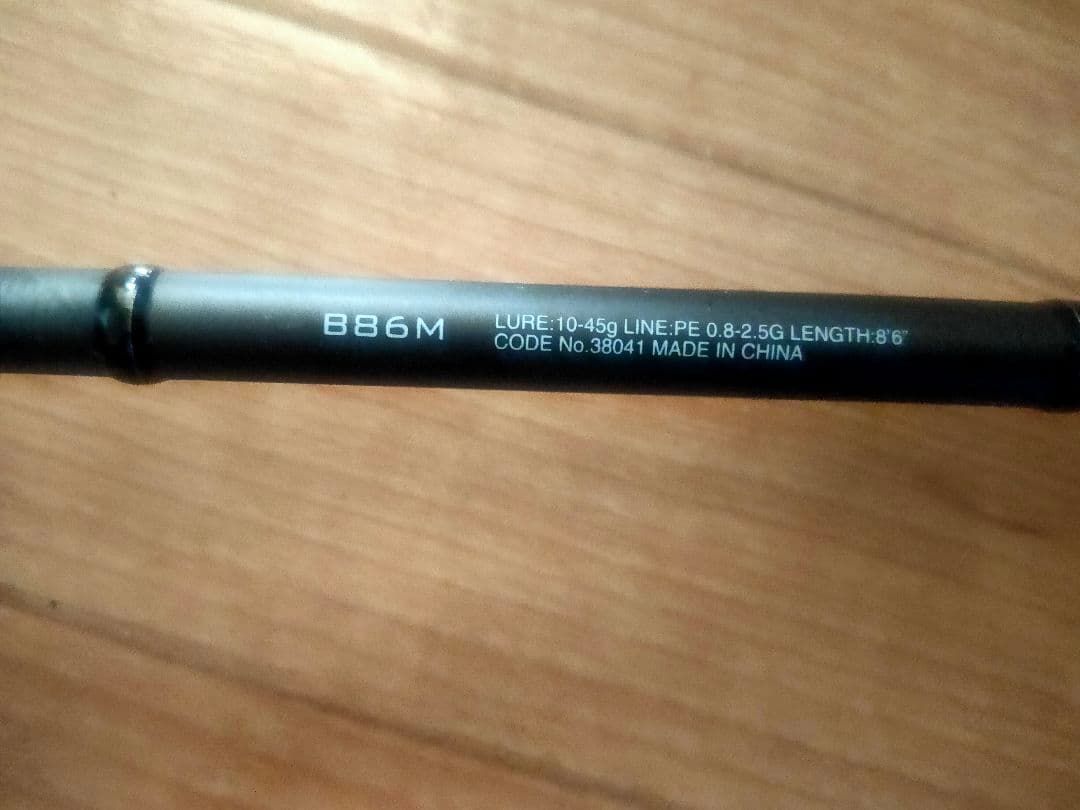 B86M
LURE:10-45g LINE:PE 0.8-2.5G LENGTH:8'6"
CODE No.38041 MADE IN CHINA